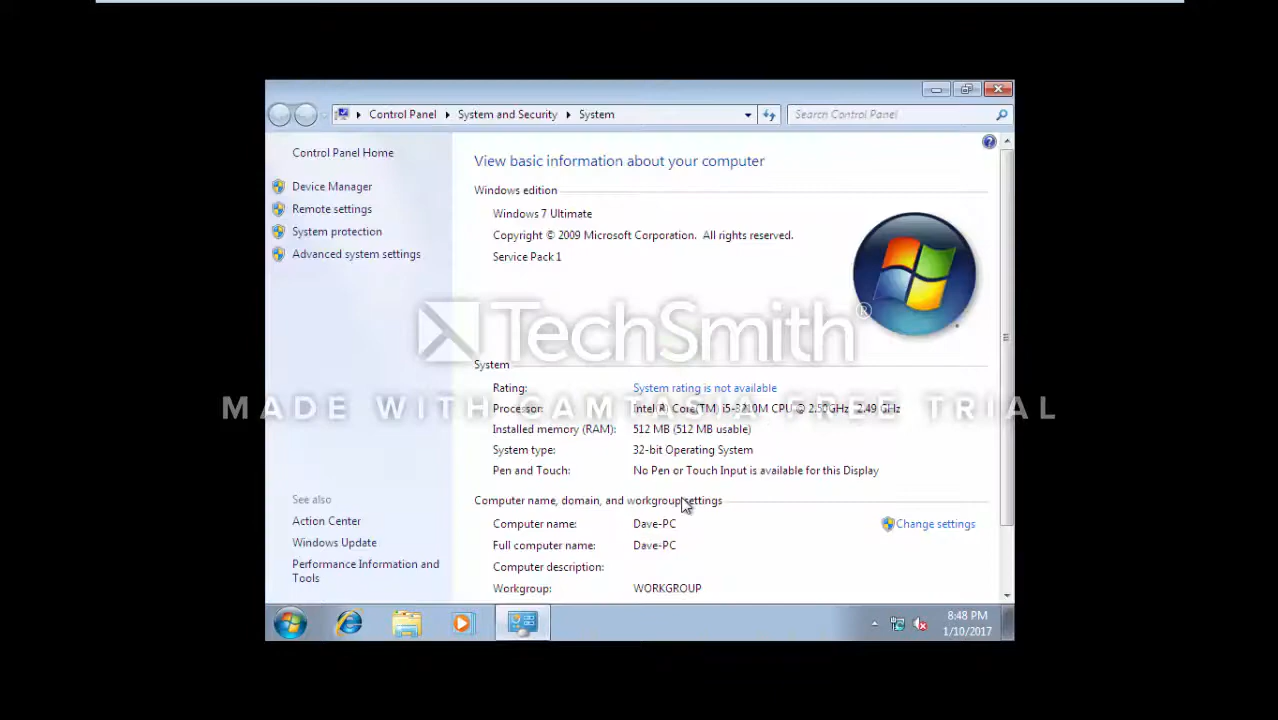 Control Panel ▸ System and Security ▸ System
Search Control Panel
Control Panel Home
Device Manager
Remote settings
System protection
Advanced system settings
See also
Action Center
Windows Update
Performance Information and
Tools
View basic information about your computer
Windows edition
Windows 7 Ultimate
Copyright © 2009 Microsoft Corporation. All rights reserved.
Service Pack 1
TechSmith®
System
Rating: System rating is not available
MADE WITH CAMTASIA FREE TRIAL
Processor: Intel(R) Core(TM) i5-3210M CPU @ 2.50GHz 2.49 GHz
Installed memory (RAM): 512 MB (512 MB usable)
System type: 32-bit Operating System
Pen and Touch: No Pen or Touch Input is available for this Display
Computer name, domain, and workgroup settings
Computer name: Dave-PC
Change settings
Full computer name: Dave-PC
Computer description:
Workgroup: WORKGROUP
8:48 PM
1/10/2017